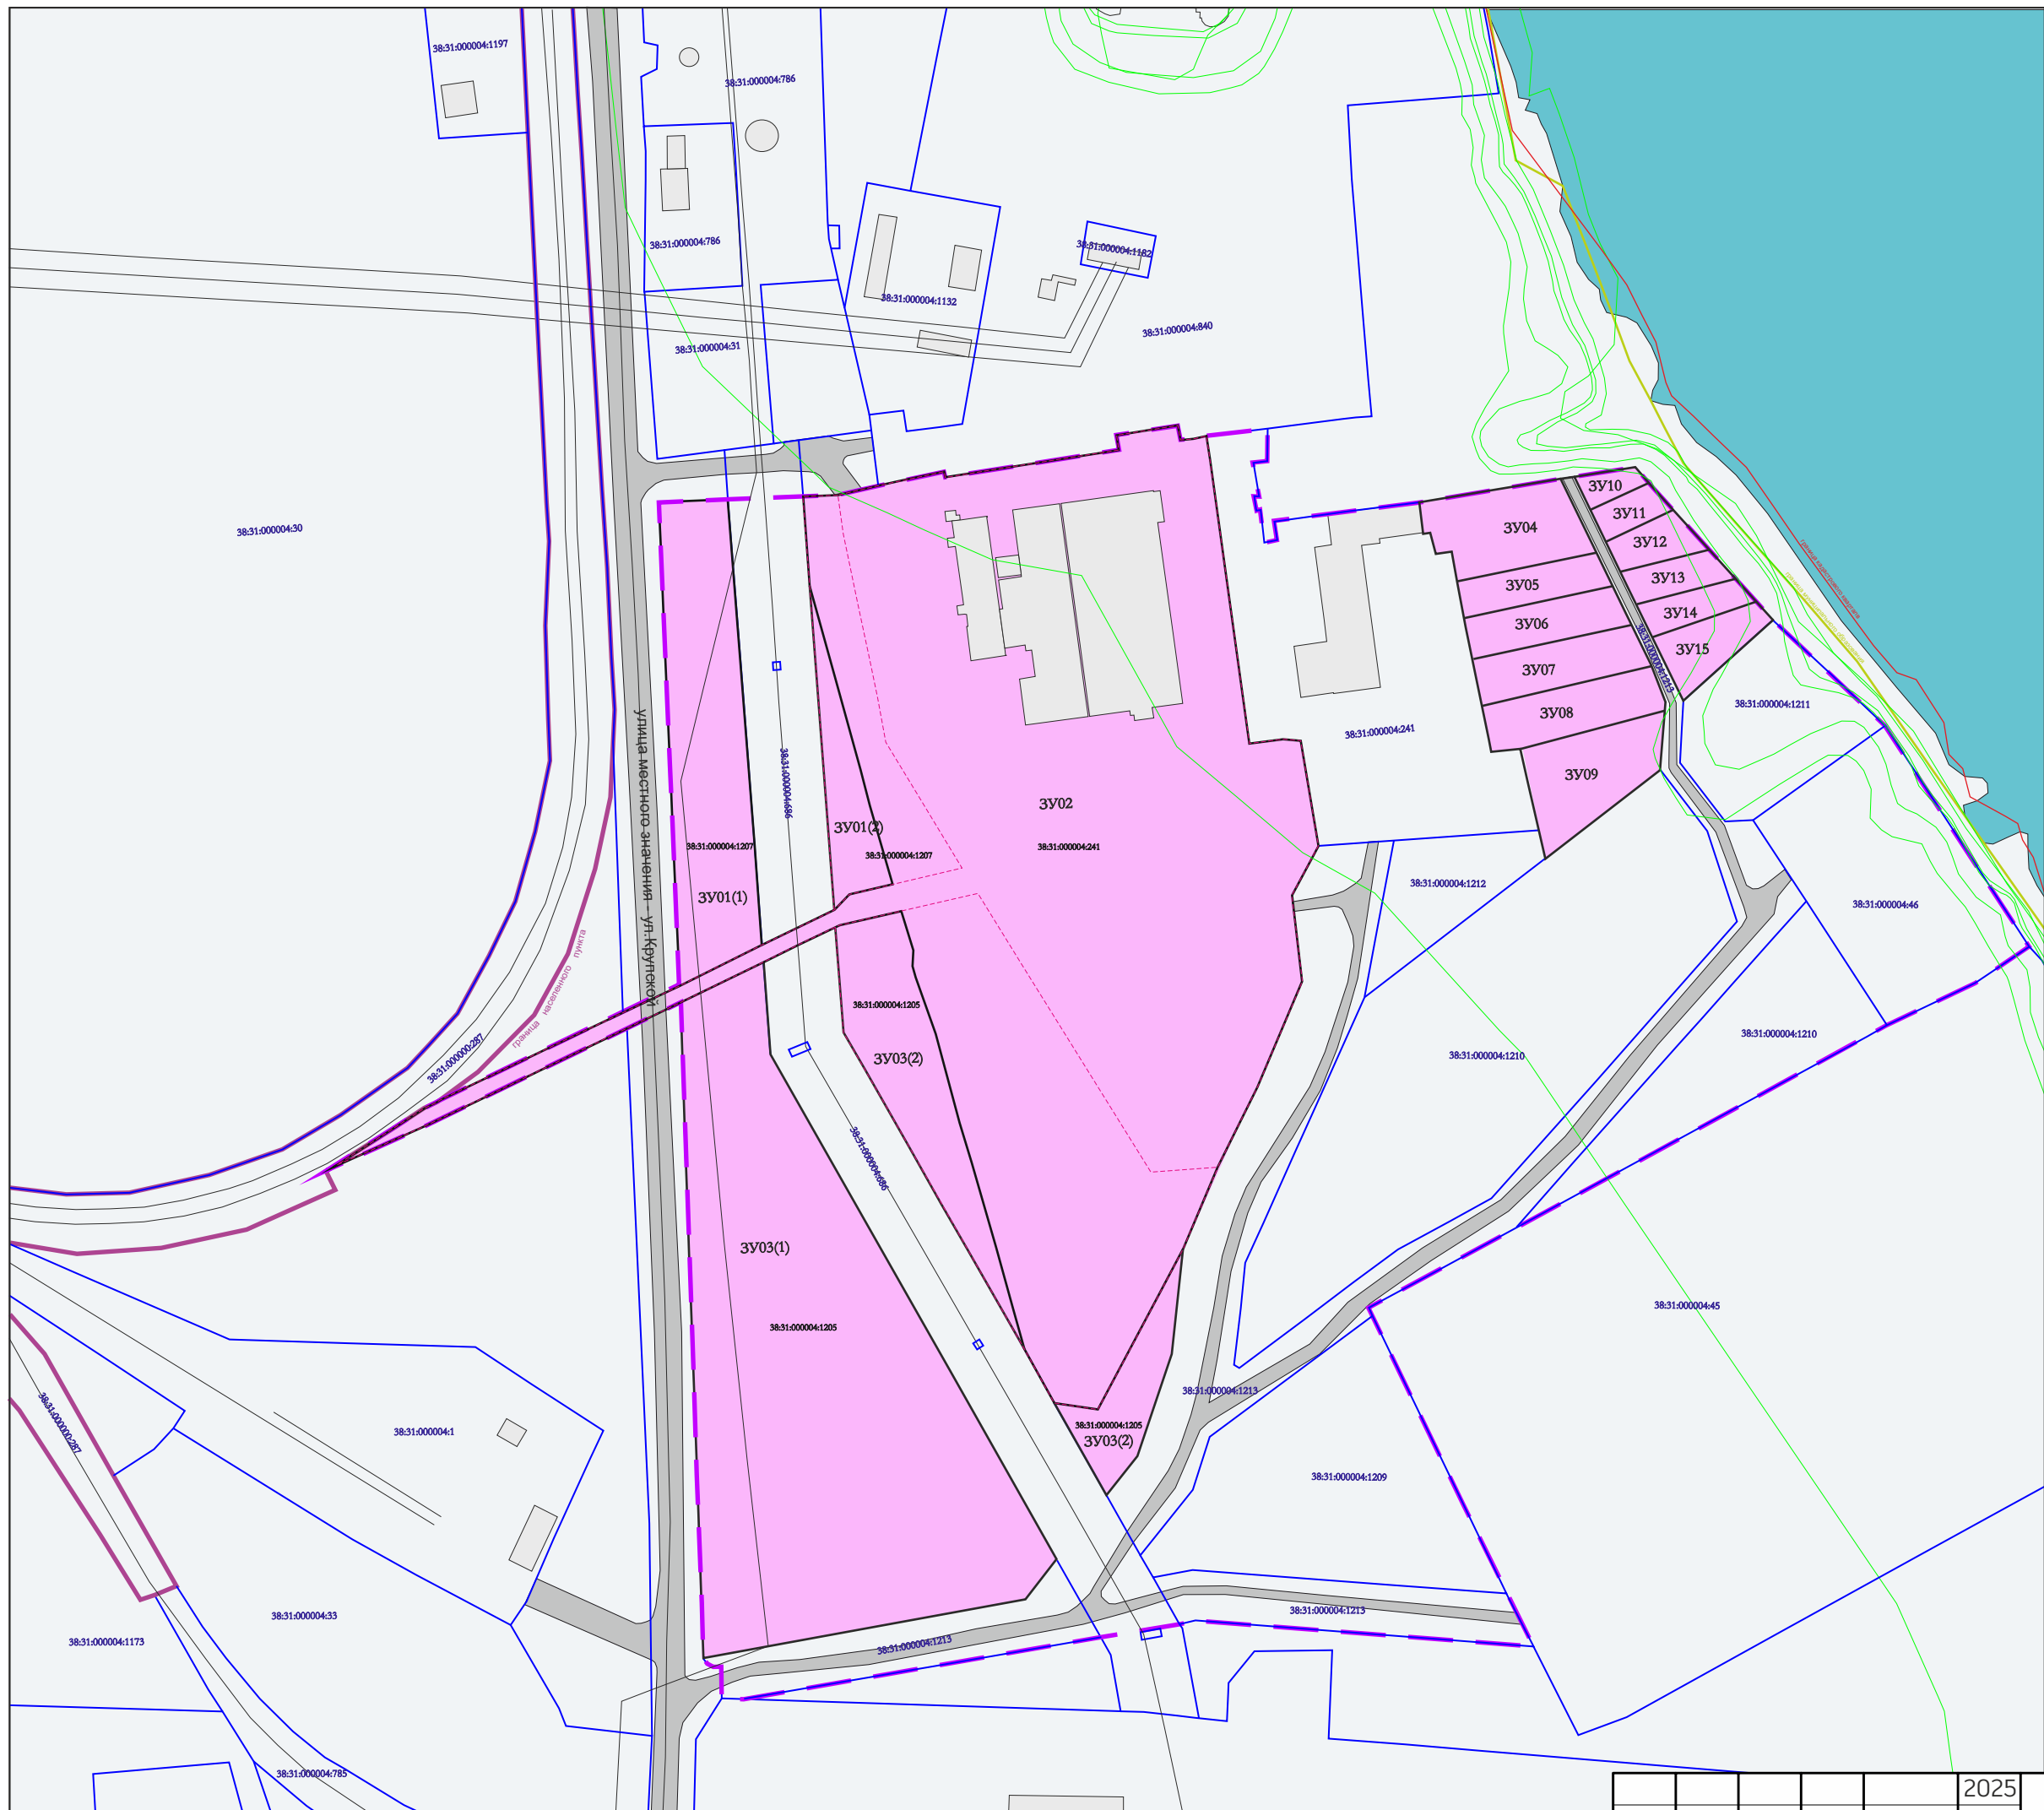 38:31:000004:1197
38:31:000004:786
38:31:000004:786
38:31:000004:1182
38:31:000004:1132
38:31:000004:840
38:31:000004:31
38:31:000004:30
ЗУ10
ЗУ11
ЗУ04
ЗУ12
ЗУ13
ЗУ05
ЗУ14
ЗУ06
ЗУ15
ЗУ07
38:31:000004:1213
ЗУ08
38:31:000004:1211
38:31:000004:241
ЗУ09
38:31:000004:686
ЗУ02
ЗУ01(2)
38:31:000004:1207
38:31:000004:1207
38:31:000004:241
улица местного значения - ул.Крупской
ЗУ01(1)
38:31:000004:1212
38:31:000004:46
граница населенного пункта
38:31:000004:1205
38:31:000004:1210
38:31:000000:287
ЗУ03(2)
38:31:000004:1210
38:31:000004:686
ЗУ03(1)
38:31:000004:45
38:31:000004:1205
38:31:000004:1213
38:31:000000:287
38:31:000004:1
38:31:000004:1205
ЗУ03(2)
38:31:000004:1209
38:31:000004:33
38:31:000004:1213
38:31:000004:1173
38:31:000004:1213
38:31:000004:785
2025